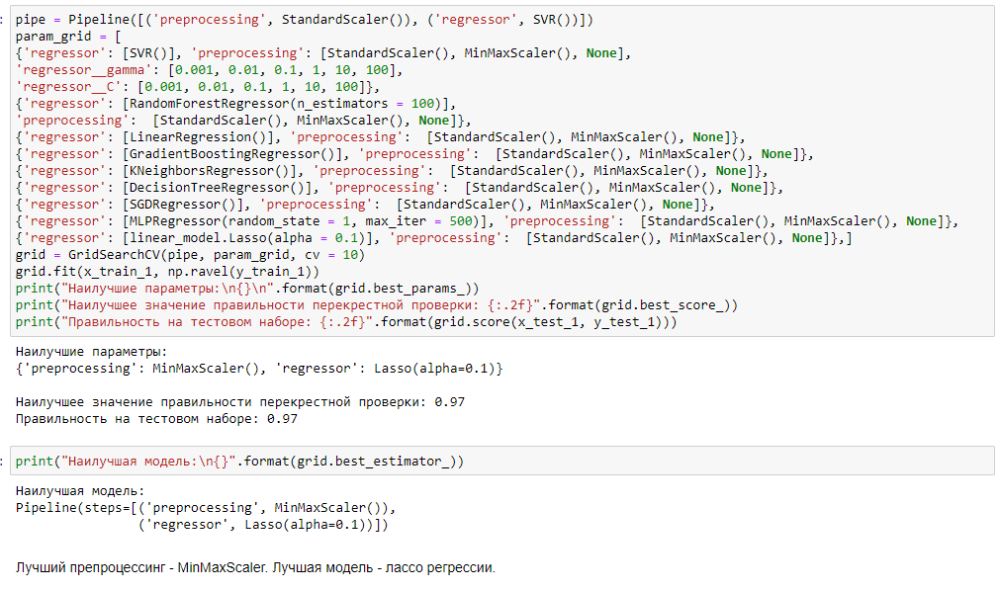 pipe = Pipeline([('preprocessing', StandardScaler()), ('regressor', SVR())])
param_grid = [
{'regressor': [SVR()], 'preprocessing': [StandardScaler(), MinMaxScaler(), None],
'regressor__gamma': [0.001, 0.01, 0.1, 1, 10, 100],
'regressor__C': [0.001, 0.01, 0.1, 1, 10, 100]},
{'regressor': [RandomForestRegressor(n_estimators = 100)],
'preprocessing':  [StandardScaler(), MinMaxScaler(), None]},
{'regressor': [LinearRegression()], 'preprocessing':  [StandardScaler(), MinMaxScaler(), None]},
{'regressor': [GradientBoostingRegressor()], 'preprocessing':  [StandardScaler(), MinMaxScaler(), None]},
{'regressor': [KNeighborsRegressor()], 'preprocessing':  [StandardScaler(), MinMaxScaler(), None]},
{'regressor': [DecisionTreeRegressor()], 'preprocessing':  [StandardScaler(), MinMaxScaler(), None]},
{'regressor': [SGDRegressor()], 'preprocessing':  [StandardScaler(), MinMaxScaler(), None]},
{'regressor': [MLPRegressor(random_state = 1, max_iter = 500)], 'preprocessing':  [StandardScaler(), MinMaxScaler(), None]},
{'regressor': [linear_model.Lasso(alpha = 0.1)], 'preprocessing':  [StandardScaler(), MinMaxScaler(), None]},]
grid = GridSearchCV(pipe, param_grid, cv = 10)
grid.fit(x_train_1, np.ravel(y_train_1))
print("Наилучшие параметры:\n{}\n".format(grid.best_params_))
print("Наилучшее значение правильности перекрестной проверки: {:.2f}".format(grid.best_score_))
print("Правильность на тестовом наборе: {:.2f}".format(grid.score(x_test_1, y_test_1)))
Наилучшие параметры:
{'preprocessing': MinMaxScaler(), 'regressor': Lasso(alpha=0.1)}
Наилучшее значение правильности перекрестной проверки: 0.97
Правильность на тестовом наборе: 0.97
print("Наилучшая модель:\n{}".format(grid.best_estimator_))
Наилучшая модель:
Pipeline(steps=[('preprocessing', MinMaxScaler()),
('regressor', Lasso(alpha=0.1))])
Лучший препроцессинг - MinMaxScaler. Лучшая модель - лассо регрессии.